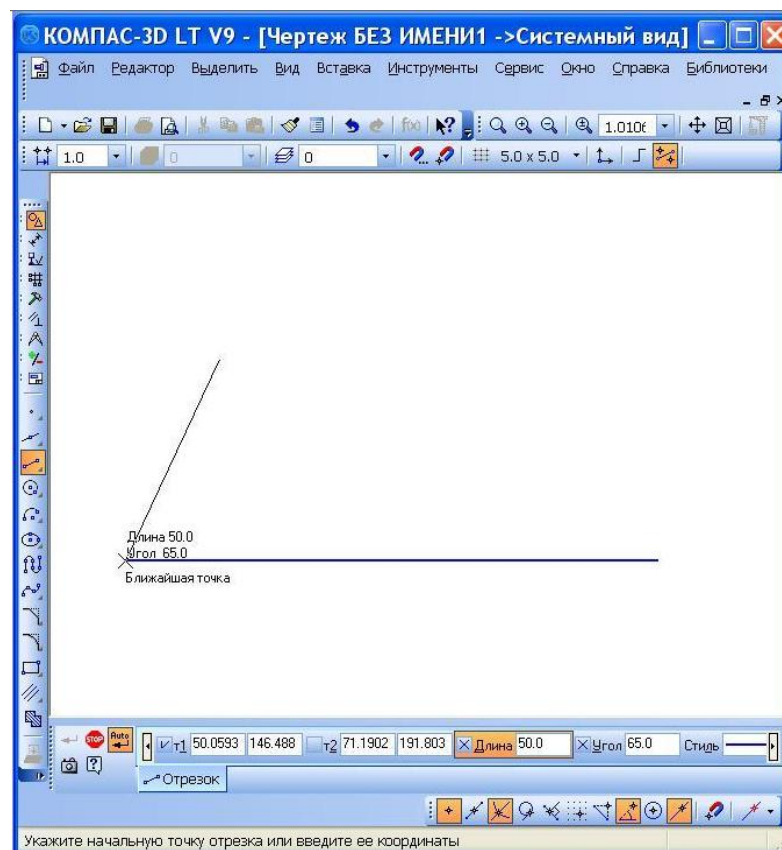 КОМПАС-3D LT V9 - [Чертеж БЕЗ ИМЕНИ1 ->Системный вид]
Файл Редактор Выделить Вид Вставка Инструменты Сервис Окно Справка Библиотеки
f(x) 1.0106
1.0 0 0 5.0 x 5.0
Длина 50.0
Угол 65.0
Ближайшая точка
STOP Auto т1 50.0593 146.488 т2 71.1902 191.803 Длина 50.0 Угол 65.0 Стиль
Отрезок
Укажите начальную точку отрезка или введите ее координаты